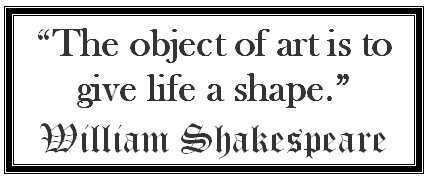 “The object of art is to
give life a shape.”
William Shakespeare